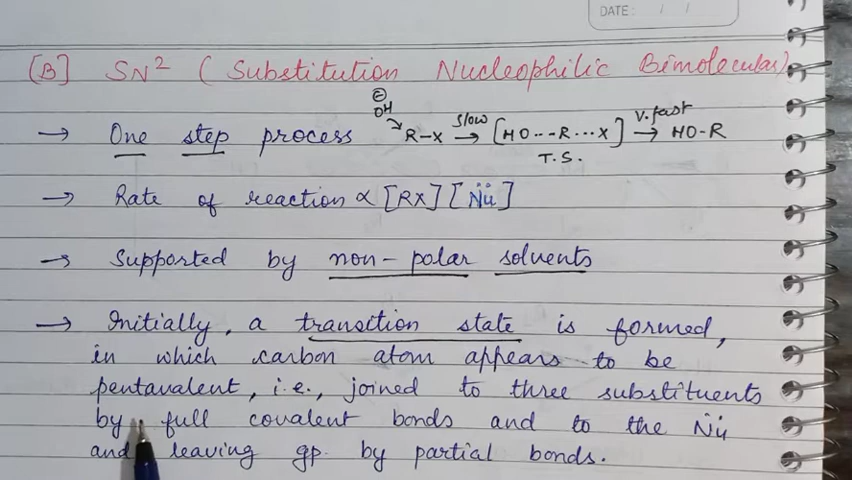 DATE: / /
[B] SN² ( Substitution Nucleophilic Bimolecular)
→ One step process ⊖OH R-X slow→ [HO---R---X] v.fast→ HO-R
T.S.
→ Rate of reaction ∝ [RX] [Nü]
→ Supported by non-polar solvents
→ Initially, a transition state is formed,
in which carbon atom appears to be
pentavalent, i.e., joined to three substituents
by full covalent bonds and to the Nü
and leaving gp. by partial bonds.